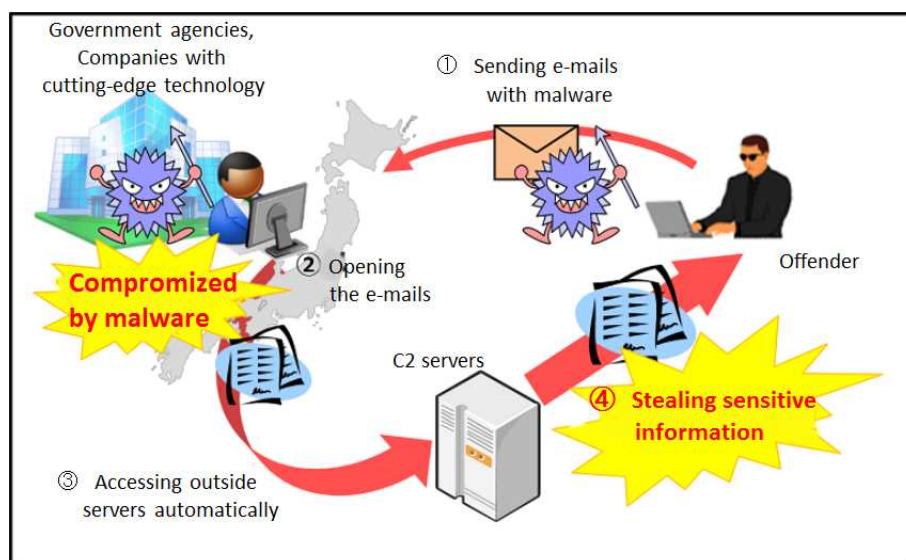 Government agencies,
Companies with
cutting-edge technology
① Sending e-mails
with malware
Offender
② Opening
the e-mails
Compromized
by malware
C2 servers
③ Accessing outside
servers automatically
④ Stealing sensitive
information